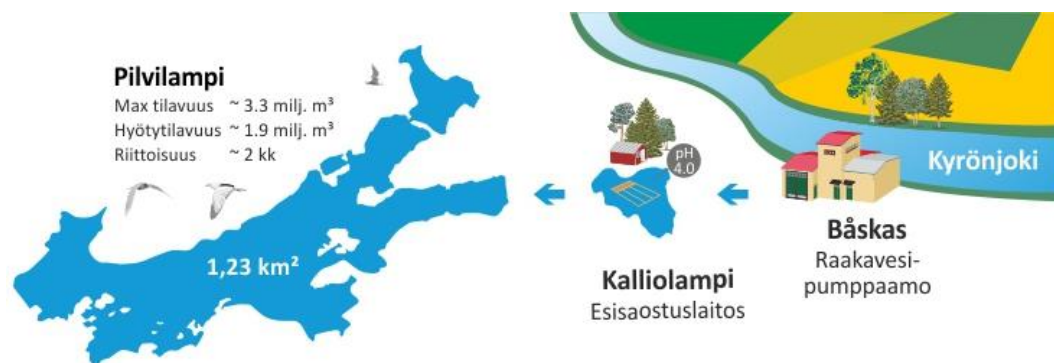 Pilvilampi
Max tilavuus ~ 3.3 milj. m³
Hyötytilavuus ~ 1.9 milj. m³
Riittoisuus ~ 2 kk
1,23 km²
pH
4.0
Kalliolampi
Esisaostuslaitos
Kyrönjoki
Båskas
Raakavesi-
pumppaamo